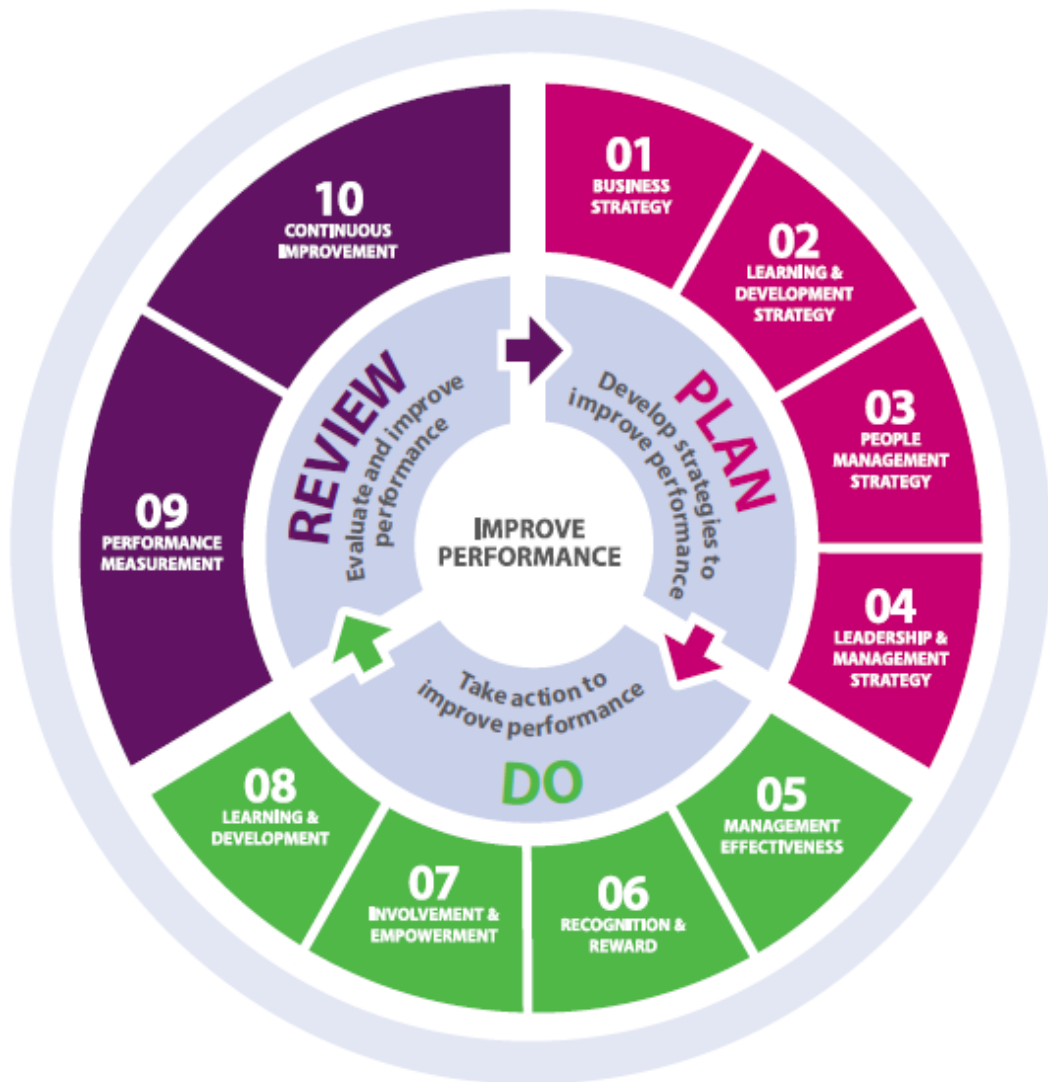 01
BUSINESS
STRATEGY
02
LEARNING &
DEVELOPMENT
STRATEGY
03
PEOPLE
MANAGEMENT
STRATEGY
04
LEADERSHIP &
MANAGEMENT
STRATEGY
05
MANAGEMENT
EFFECTIVENESS
06
RECOGNITION &
REWARD
07
INVOLVEMENT &
EMPOWERMENT
08
LEARNING &
DEVELOPMENT
09
PERFORMANCE
MEASUREMENT
10
CONTINUOUS
IMPROVEMENT
PLAN
Develop strategies to
improve performance
DO
Take action to
improve performance
REVIEW
Evaluate and improve
performance
IMPROVE
PERFORMANCE